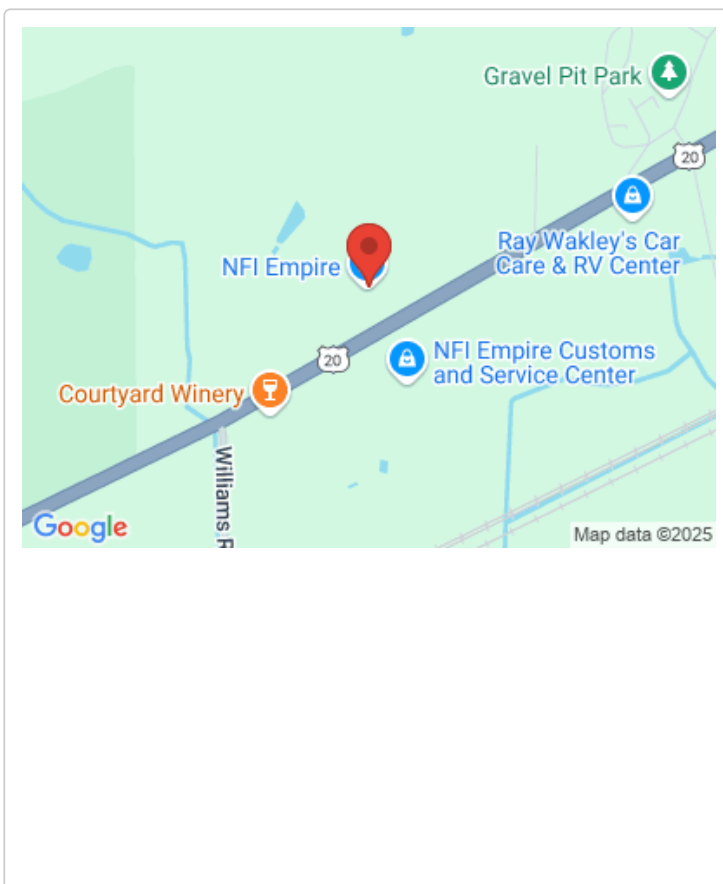 Gravel Pit Park
20
Ray Wakley's Car
Care & RV Center
NFI Empire
20
NFI Empire Customs
and Service Center
Courtyard Winery
Williams R
Google
Map data ©2025